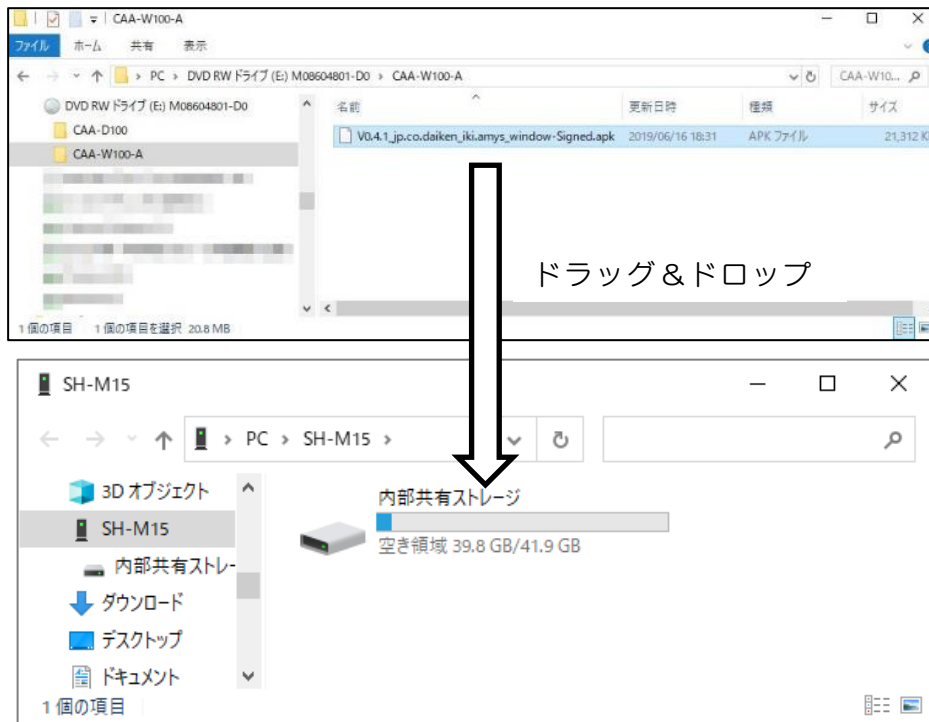 CAA-W100-A
ファイル ホーム 共有 表示
PC › DVD RW ドライブ (E:) M08604801-D0 › CAA-W100-A
CAA-W10...
DVD RW ドライブ (E:) M08604801-D0
CAA-D100
CAA-W100-A
名前 更新日時 種類 サイズ
V0.4.1_jp.co.daiken_iki.amys_window-Signed.apk 2019/06/16 18:31 APK ファイル 21,312 K
ドラッグ&ドロップ
1 個の項目 1 個の項目を選択 20.8 MB
SH-M15
PC › SH-M15 ›
3D オブジェクト
SH-M15
内部共有ストレ-
ダウンロード
デスクトップ
ドキュメント
内部共有ストレージ
空き領域 39.8 GB/41.9 GB
1 個の項目